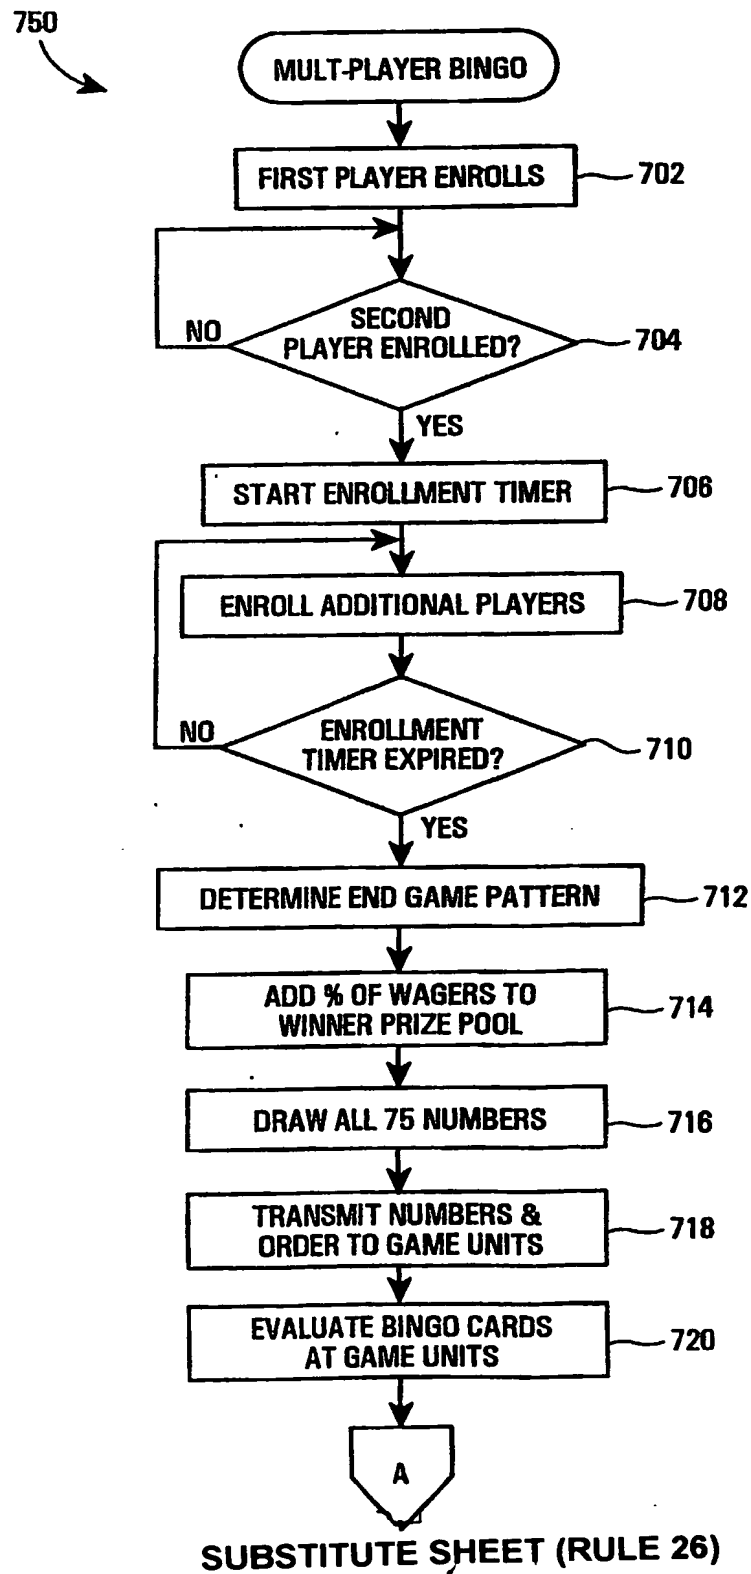 750
MULT-PLAYER BINGO
FIRST PLAYER ENROLLS
702
SECOND
PLAYER ENROLLED?
704
NO
YES
START ENROLLMENT TIMER
706
ENROLL ADDITIONAL PLAYERS
708
ENROLLMENT
TIMER EXPIRED?
710
NO
YES
DETERMINE END GAME PATTERN
712
ADD % OF WAGERS TO
WINNER PRIZE POOL
714
DRAW ALL 75 NUMBERS
716
TRANSMIT NUMBERS &
ORDER TO GAME UNITS
718
EVALUATE BINGO CARDS
AT GAME UNITS
720
A
SUBSTITUTE SHEET (RULE 26)